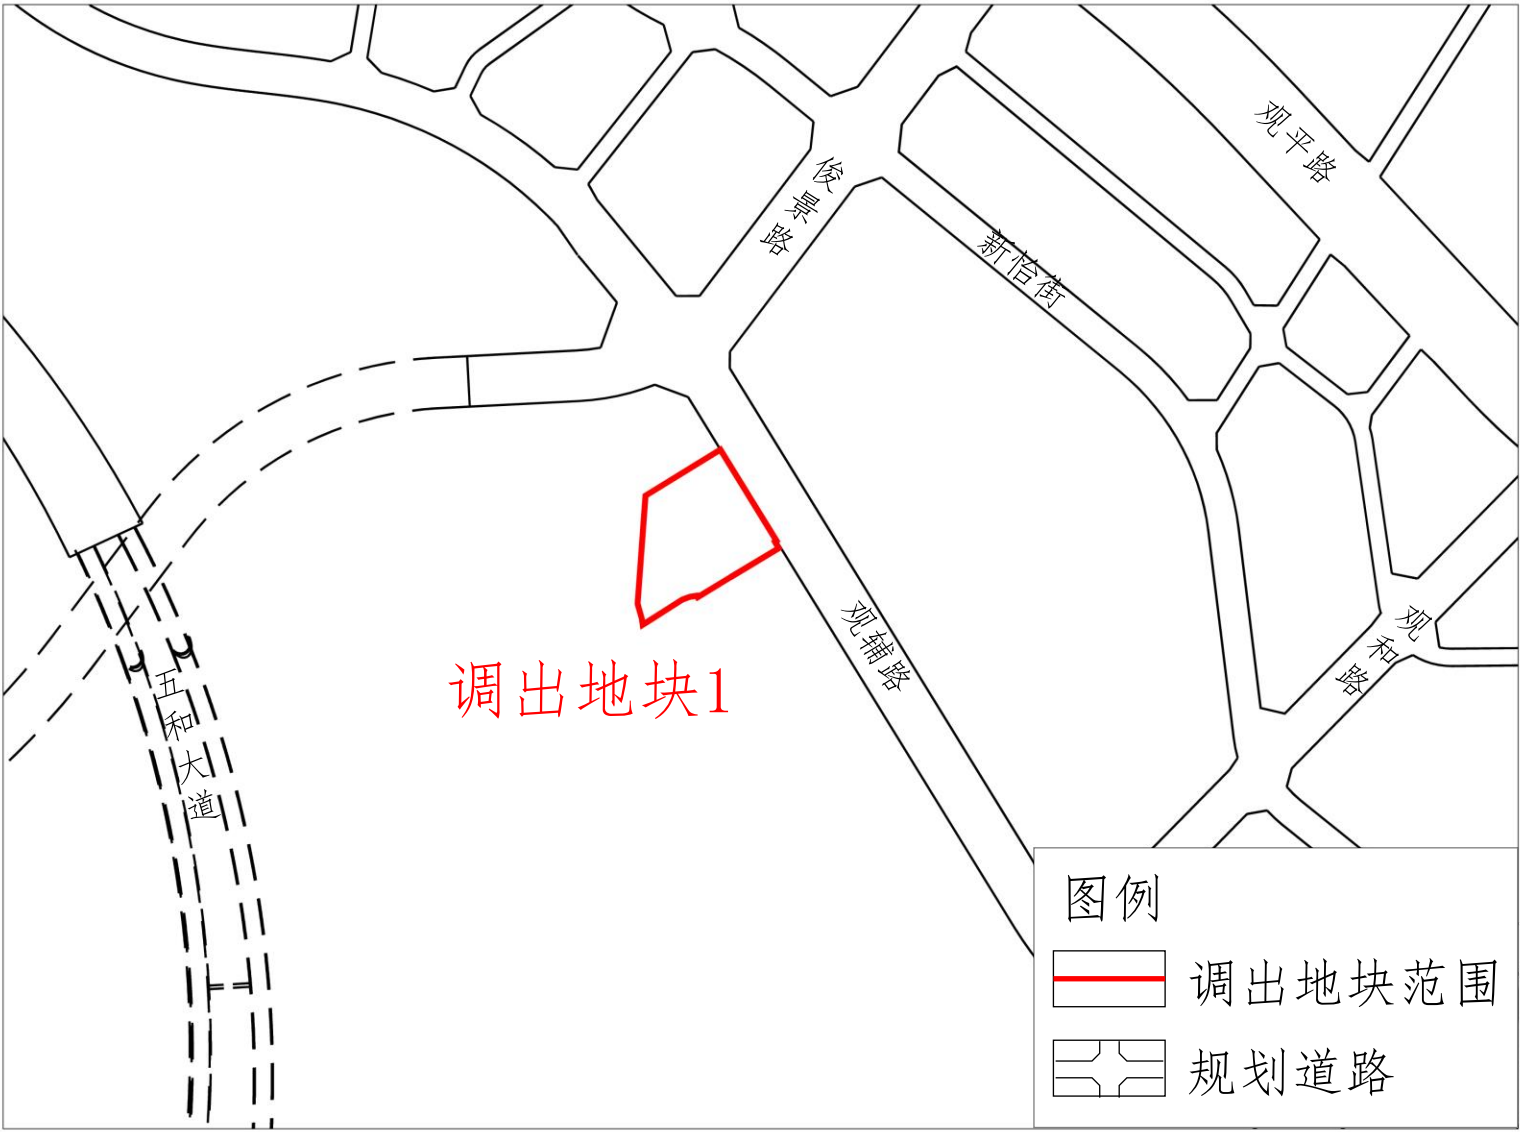 观平路
俊景路
新怡街
观辅路
观和路
调出地块1
五和大道
图例
调出地块范围
规划道路